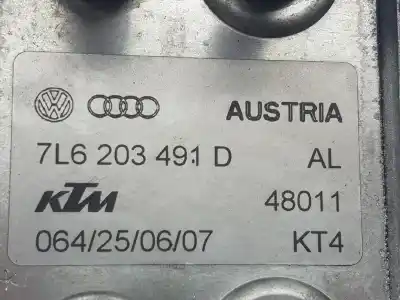 AUSTRIA
7L6 203 491 D AL
KTM 48011
064/25/06/07 KT4